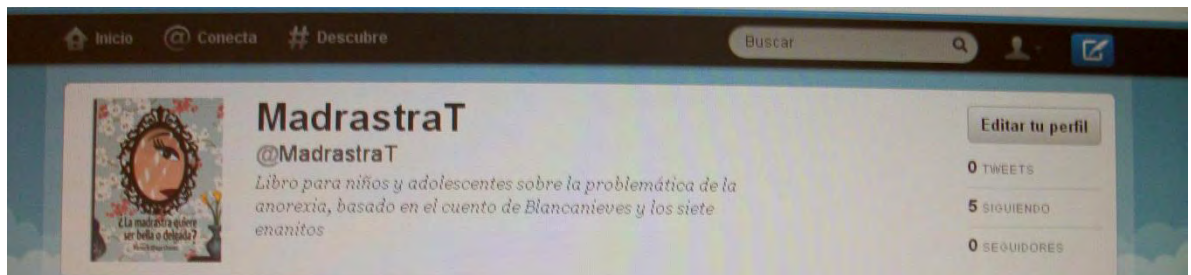 Inicio @ Conecta # Descubre Buscar
MadrastraT
@MadrastraT
Libro para niños y adolescentes sobre la problemática de la
anorexia, basado en el cuento de Blancanieves y los siete
enanitos
¿La madrastra quiere
ser bella o delgada?
Editar tu perfil
0 TWEETS
5 SIGUIENDO
0 SEGUIDORES